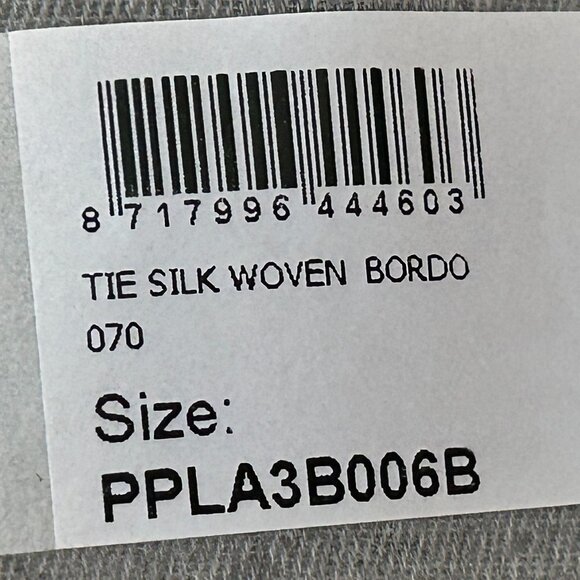 8 717996 444603
TIE SILK WOVEN BORDO
070
Size:
PPLA3B006B